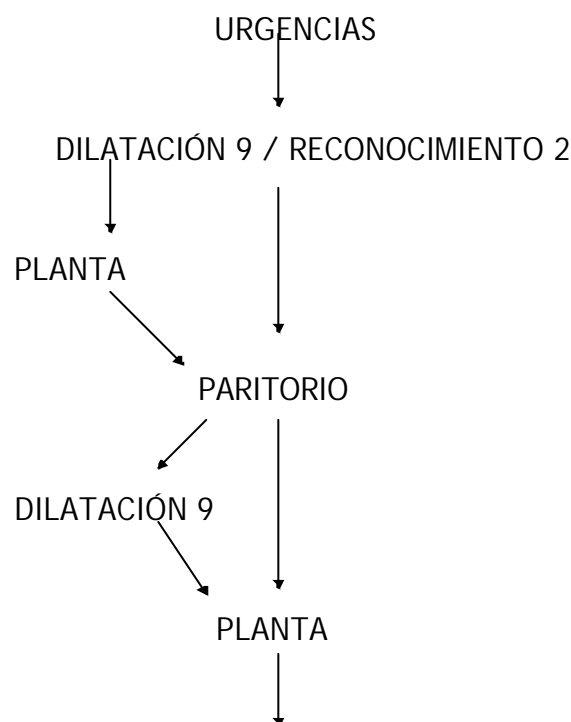 URGENCIAS
DILATACIÓN 9 / RECONOCIMIENTO 2
PLANTA
PARITORIO
DILATACIÓN 9
PLANTA